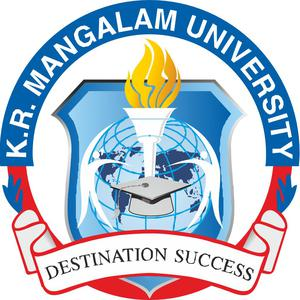 K.R. MANGALAM UNIVERSITY
DESTINATION SUCCESS